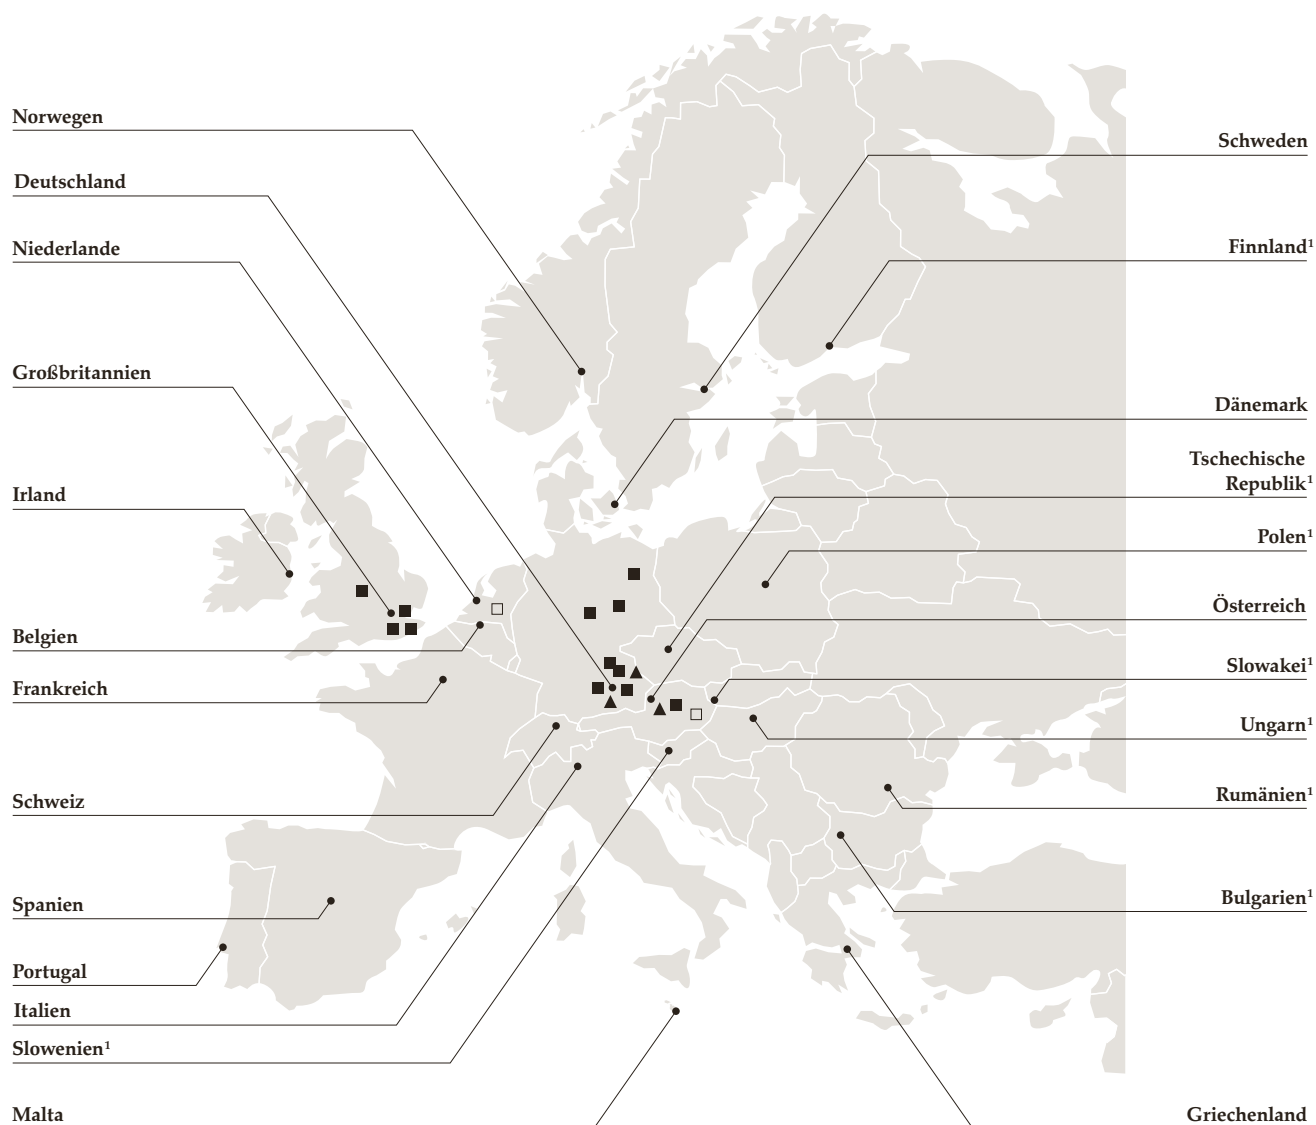 Norwegen
Deutschland
Niederlande
Großbritannien
Irland
Belgien
Frankreich
Schweiz
Spanien
Portugal
Italien
Slowenien¹
Malta
Schweden
Finnland¹
Dänemark
Tschechische
Republik¹
Polen¹
Österreich
Slowakei¹
Ungarn¹
Rumänien¹
Bulgarien¹
Griechenland